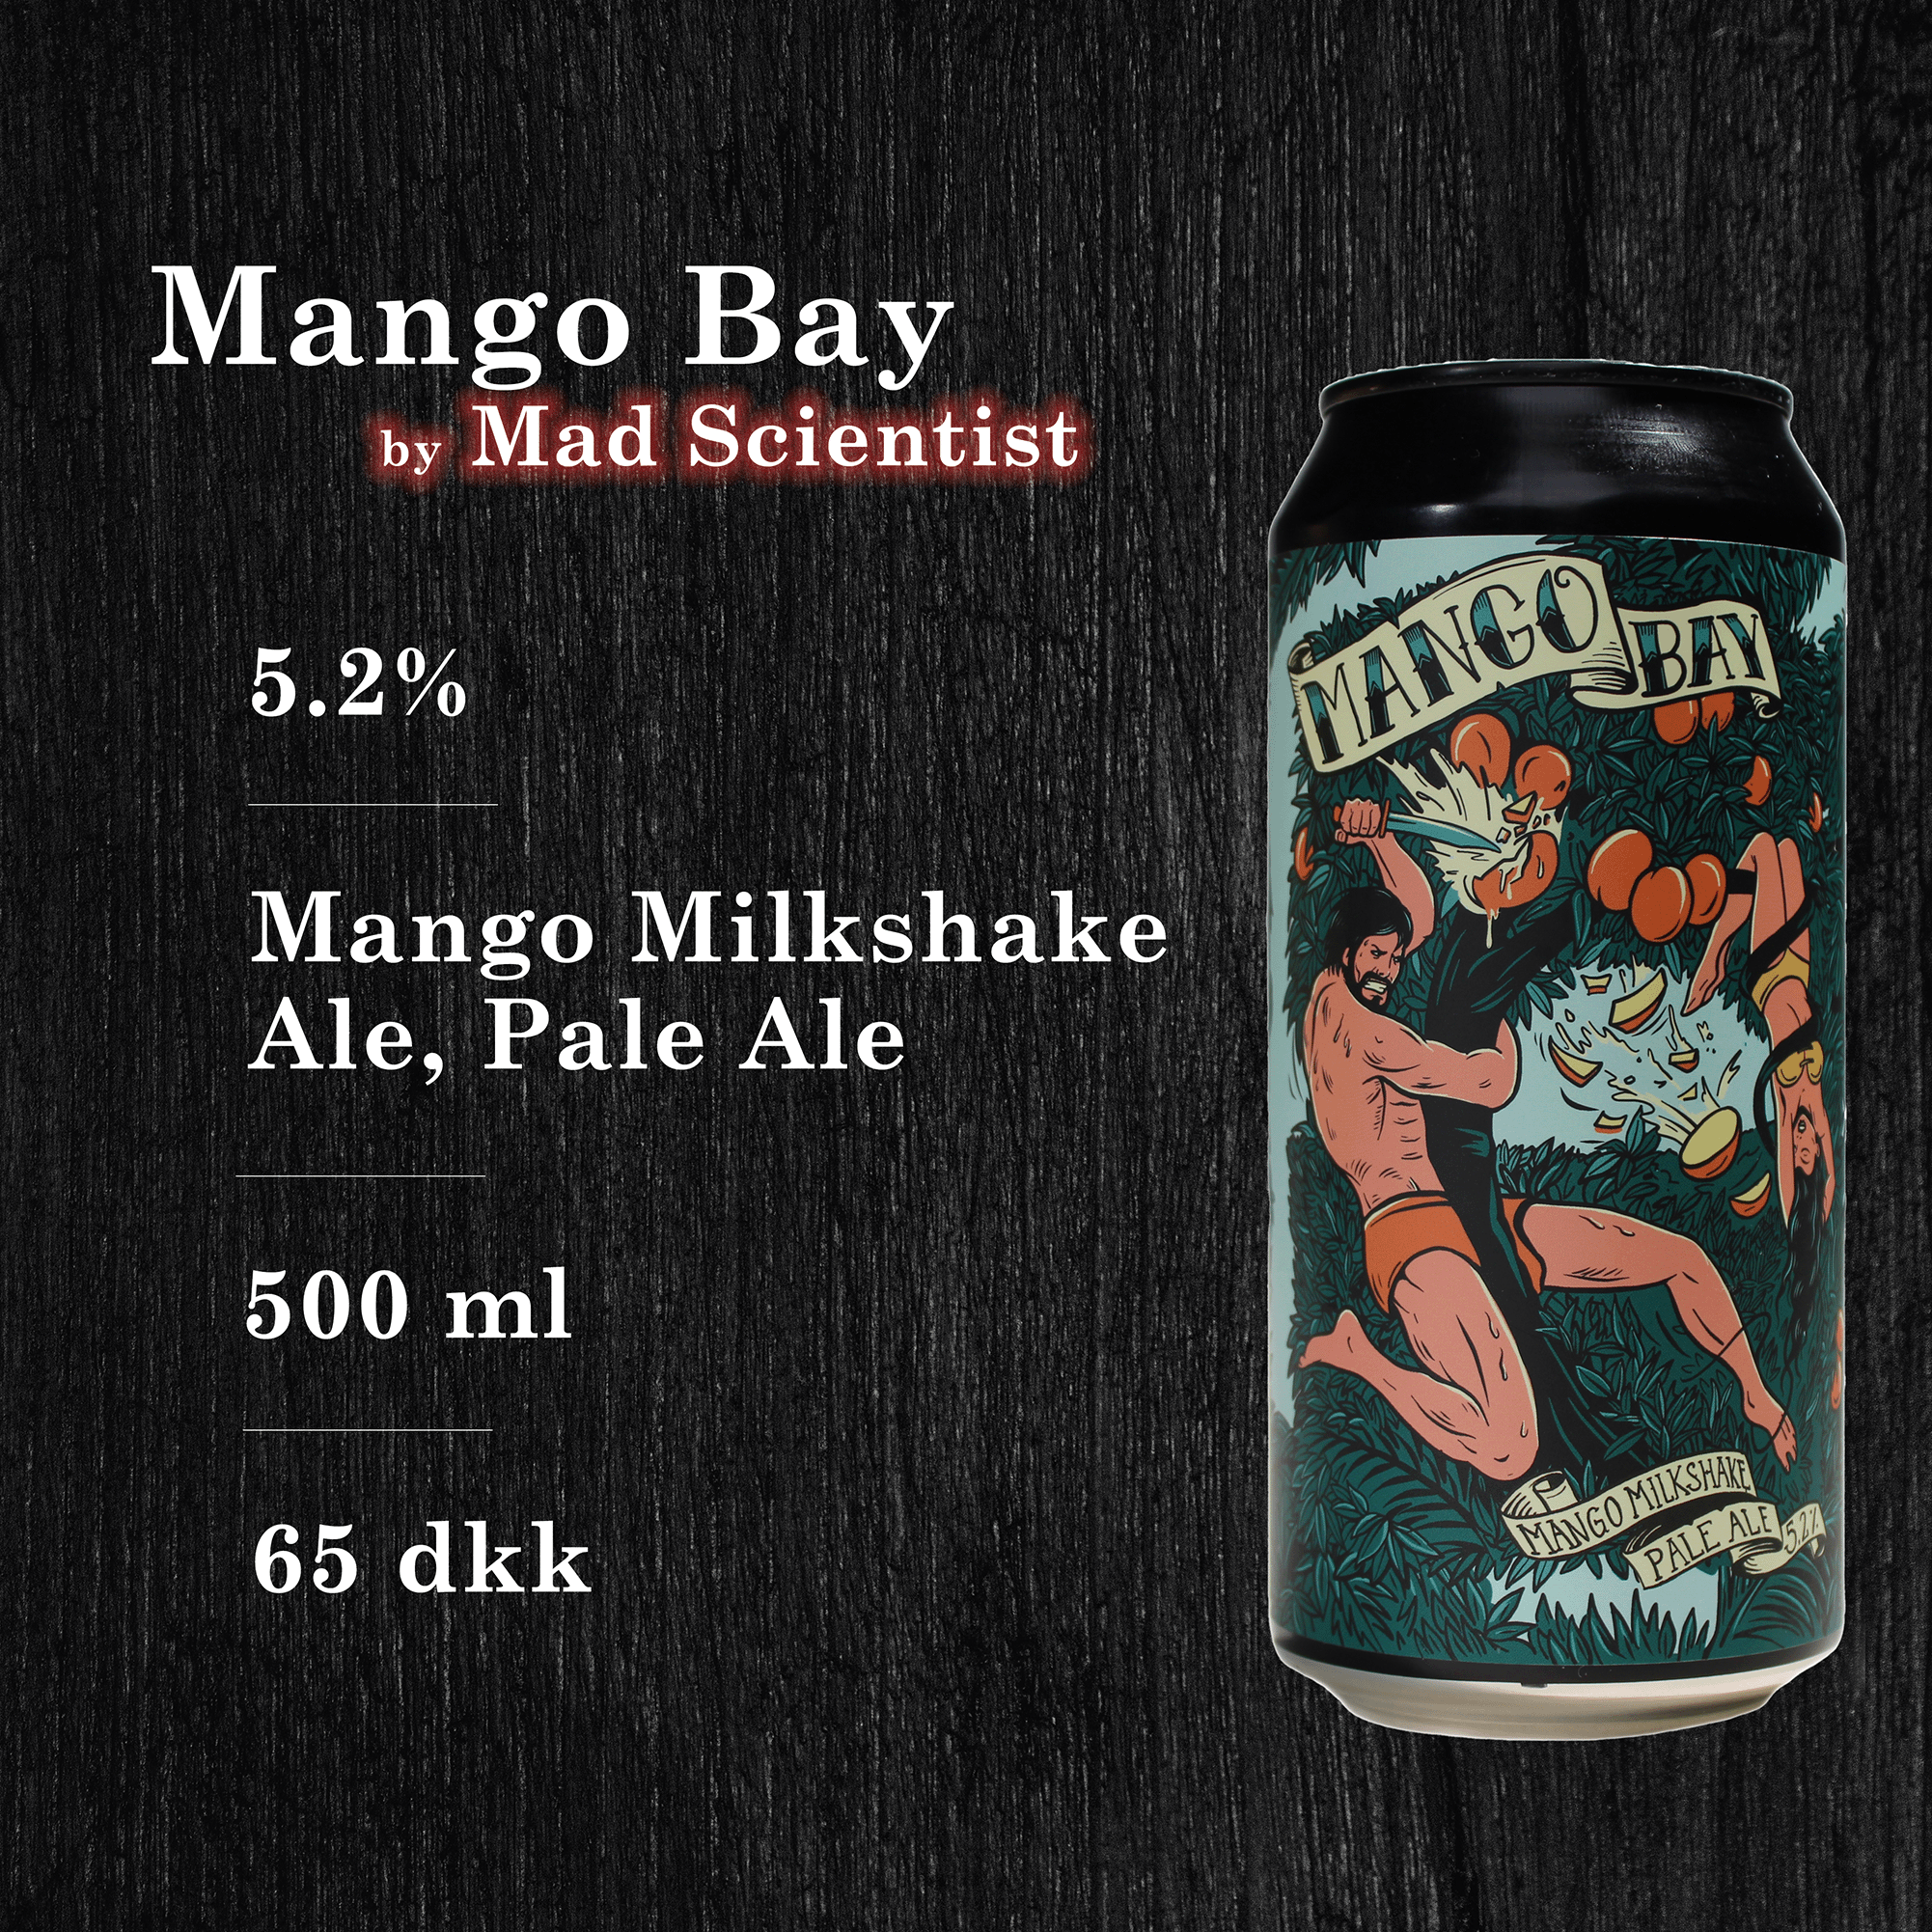 Mango Bay
by Mad Scientist
5.2%
Mango Milkshake
Ale, Pale Ale
500 ml
65 dkk
MANGO BAY
MANGO MILKSHAKE
PALE ALE 5.2%